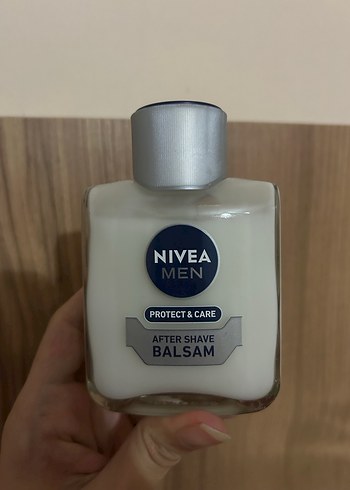 NIVEA
MEN
PROTECT & CARE
AFTER SHAVE
BALSAM